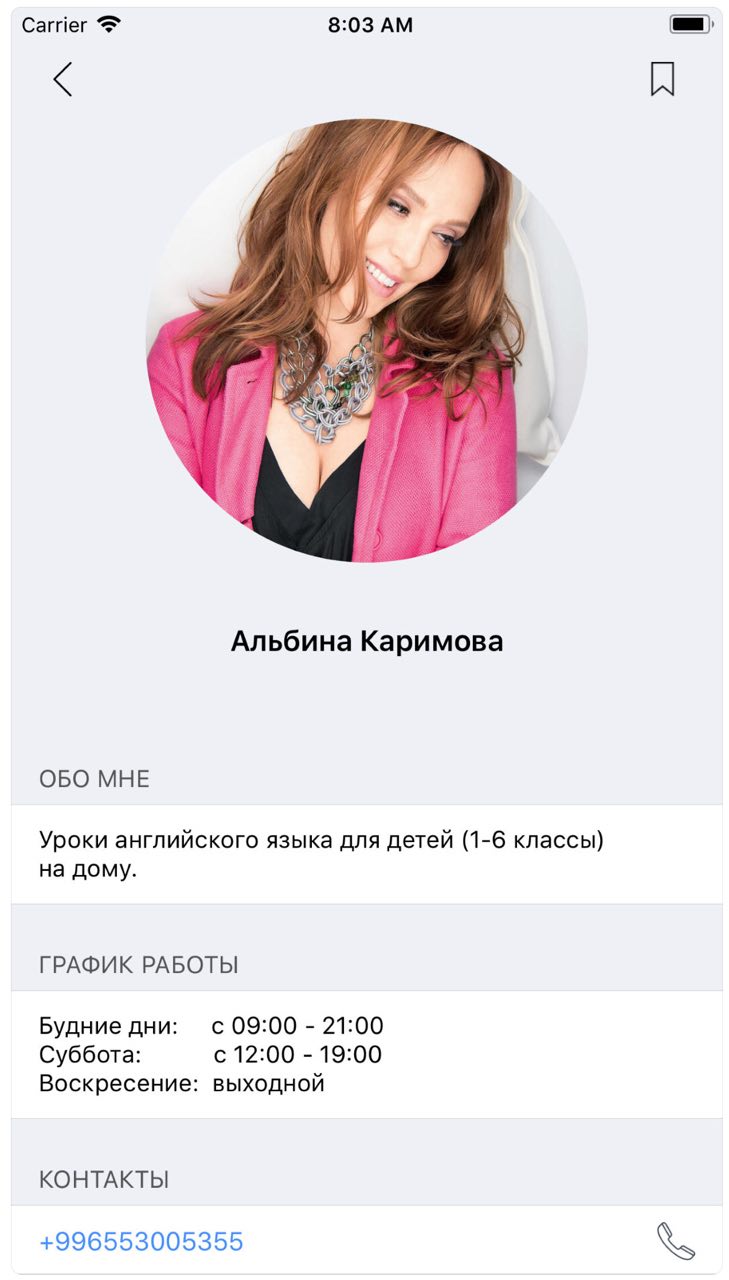 Carrier 8:03 AM
Альбина Каримова
ОБО МНЕ
Уроки английского языка для детей (1-6 классы)
на дому.
ГРАФИК РАБОТЫ
Будние дни: с 09:00 - 21:00
Суббота: с 12:00 - 19:00
Воскресение: выходной
КОНТАКТЫ
+996553005355